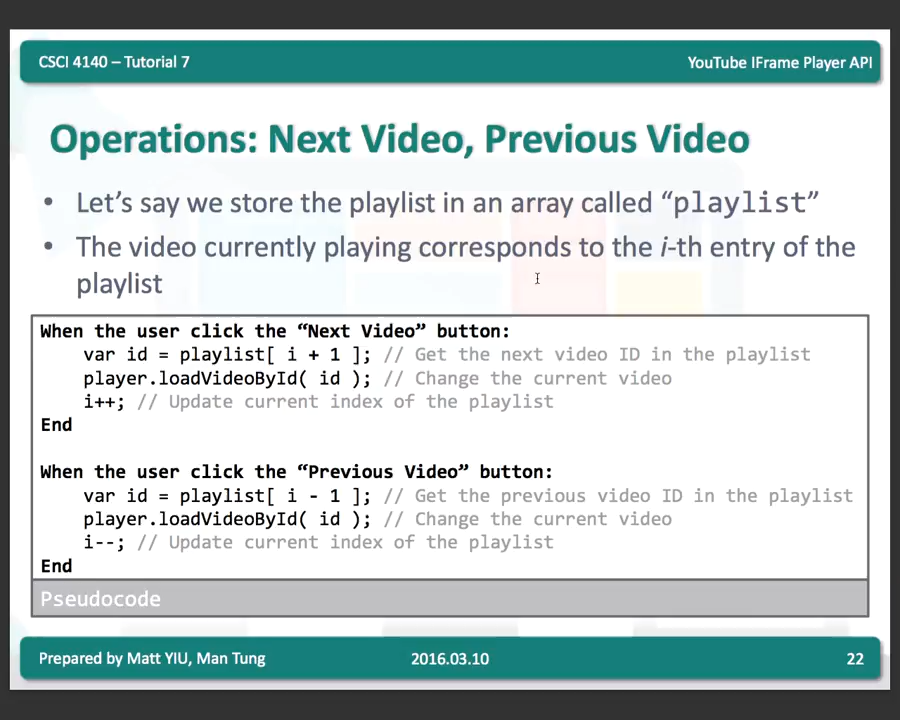 CSCI 4140 – Tutorial 7
YouTube IFrame Player API
Operations: Next Video, Previous Video
• Let’s say we store the playlist in an array called “playlist”
• The video currently playing corresponds to the i-th entry of the
playlist
When the user click the “Next Video” button:
var id = playlist[ i + 1 ]; // Get the next video ID in the playlist
player.loadVideoById( id ); // Change the current video
i++; // Update current index of the playlist
End
When the user click the “Previous Video” button:
var id = playlist[ i - 1 ]; // Get the previous video ID in the playlist
player.loadVideoById( id ); // Change the current video
i--; // Update current index of the playlist
End
Pseudocode
Prepared by Matt YIU, Man Tung
2016.03.10
22